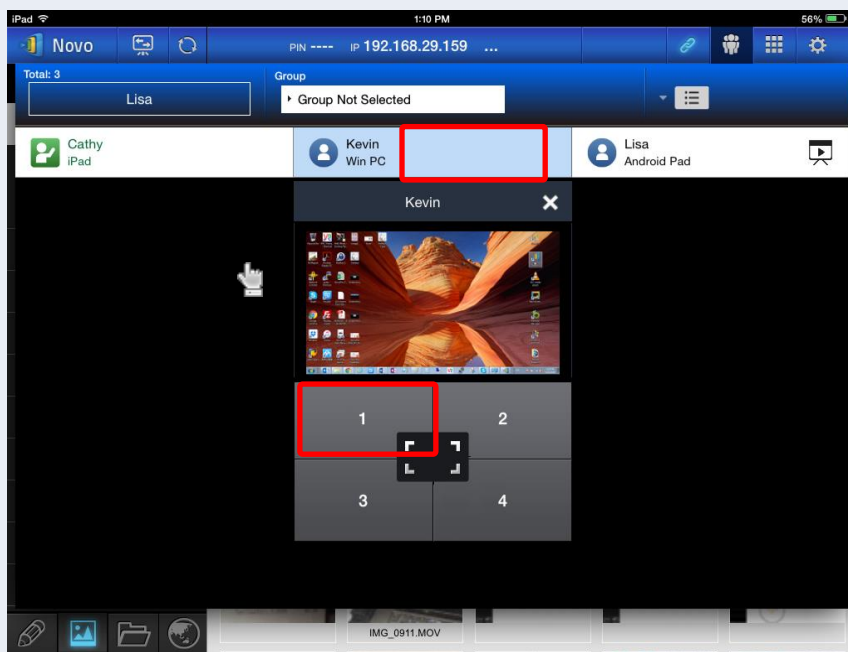 iPad 1:10 PM 56%
Novo PIN ---- IP 192.168.29.159 ...
Total: 3 Group
Lisa Group Not Selected
Cathy Kevin Lisa
iPad Win PC Android Pad
Kevin
1 2
3 4
IMG_0911.MOV